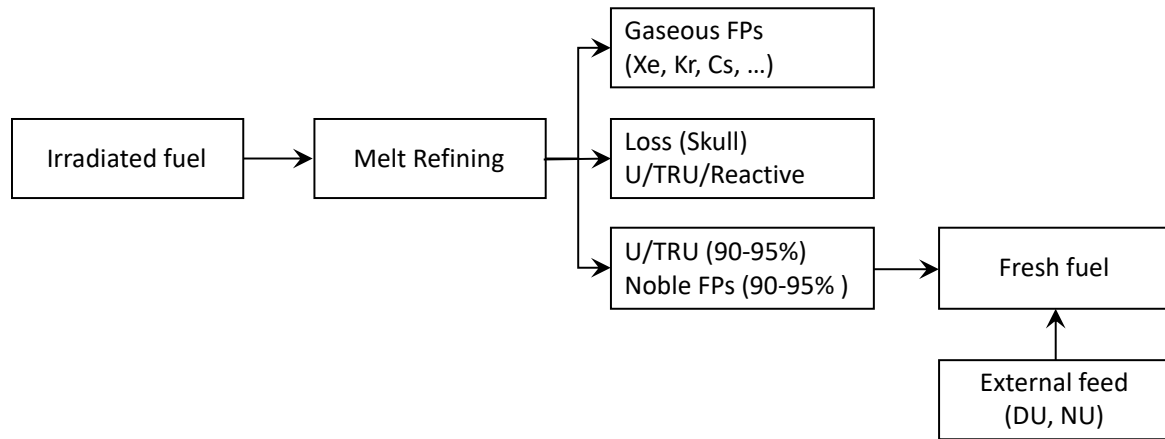 Gaseous FPs
(Xe, Kr, Cs, ...)
Irradiated fuel
Melt Refining
Loss (Skull)
U/TRU/Reactive
U/TRU (90-95%)
Noble FPs (90-95% )
Fresh fuel
External feed
(DU, NU)